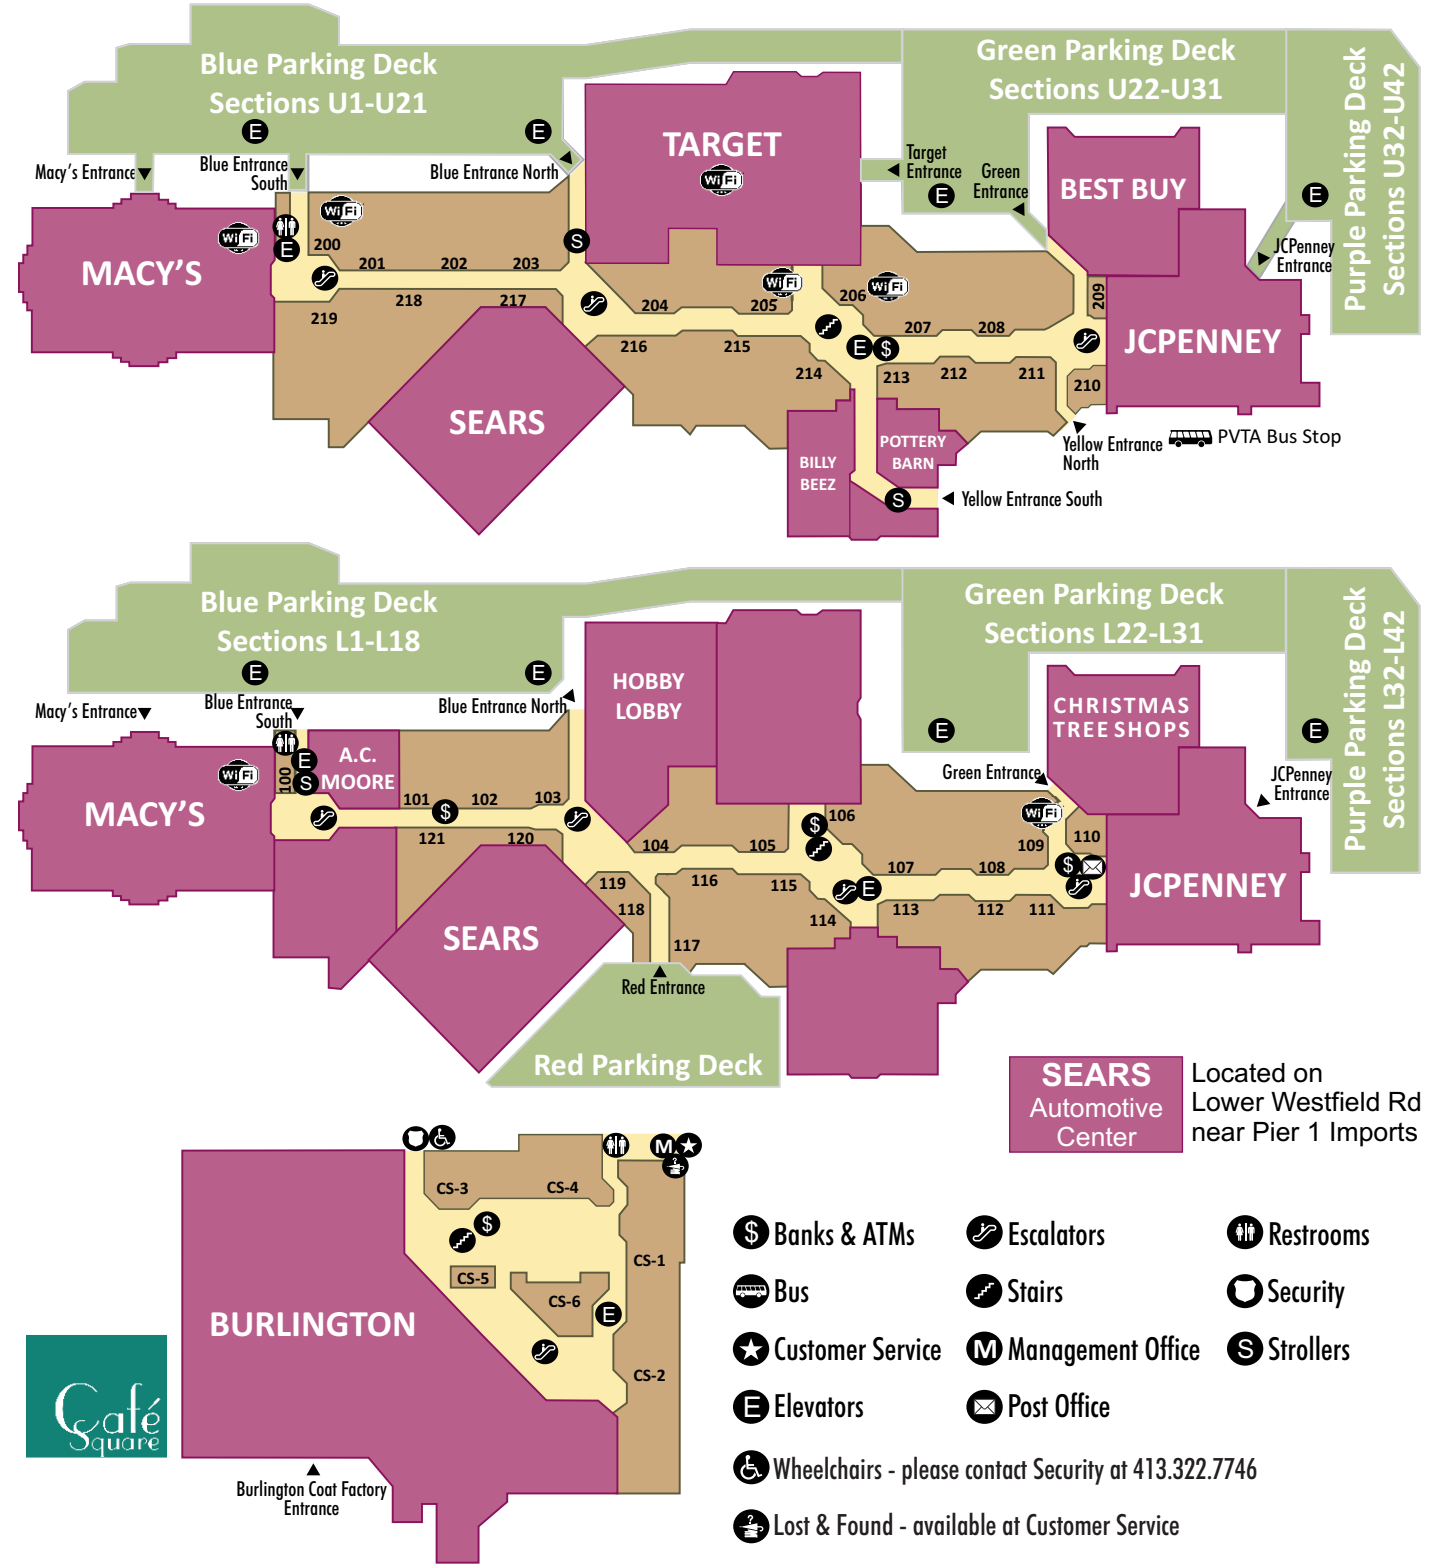 Blue Parking Deck
Sections U1-U21
Green Parking Deck
Sections U22-U31
Purple Parking Deck
Sections U32-U42
E
E
E
E
Macy's Entrance
Blue Entrance
South
Blue Entrance North
TARGET
WiFi
Target
Entrance
Green
Entrance
BEST BUY
JCPenney
Entrance
MACY'S
WiFi
WiFi
E
S
200
201
202
203
204
205
WiFi
206
WiFi
207
208
209
JCPENNEY
219
218
217
216
215
214
E
$
213
212
211
210
SEARS
BILLY
BEEZ
POTTERY
BARN
S
Yellow Entrance
North
PVTA Bus Stop
Yellow Entrance South
Blue Parking Deck
Sections L1-L18
Green Parking Deck
Sections L22-L31
Purple Parking Deck
Sections L32-L42
E
E
E
E
Macy's Entrance
Blue Entrance
South
Blue Entrance North
HOBBY
LOBBY
CHRISTMAS
TREE SHOPS
Green Entrance
JCPenney
Entrance
MACY'S
WiFi
100
E
S
A.C.
MOORE
101
$
102
103
104
105
$
106
107
108
WiFi
109
110
$
JCPENNEY
121
120
119
118
117
116
115
114
E
113
112
111
SEARS
Red Entrance
Red Parking Deck
SEARS
Automotive
Center
Located on
Lower Westfield Rd
near Pier 1 Imports
M
?
CS-3
CS-4
$
CS-5
CS-6
E
CS-1
CS-2
BURLINGTON
Burlington Coat Factory
Entrance
Café
Square
$ Banks & ATMs
Escalators
Restrooms
Bus
Stairs
Security
Customer Service
M Management Office
S Strollers
E Elevators
Post Office
Wheelchairs - please contact Security at 413.322.7746
? Lost & Found - available at Customer Service